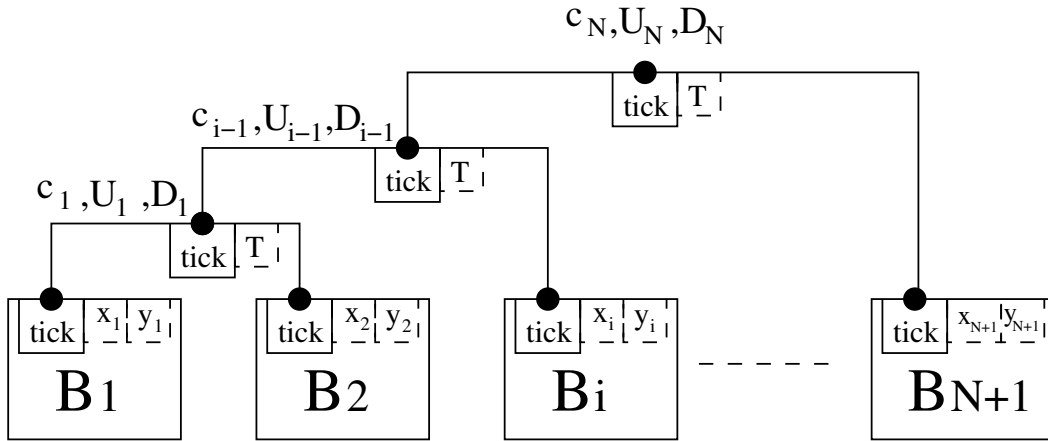 c_N,U_N,D_N
tick T
c_{i−1},U_{i−1},D_{i−1}
tick T
c_1,U_1,D_1
tick T
tick x_1 y_1
B1
tick x_2 y_2
B2
tick x_i y_i
Bi
tick x_{N+1} y_{N+1}
BN+1